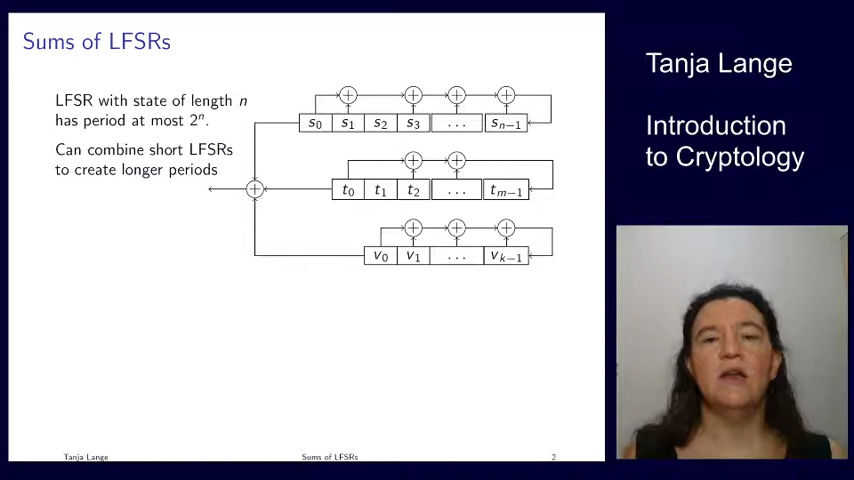 Sums of LFSRs
LFSR with state of length n
has period at most 2ⁿ.
Can combine short LFSRs
to create longer periods
s₀ s₁ s₂ s₃ ... sₙ₋₁
t₀ t₁ t₂ ... tₘ₋₁
v₀ v₁ ... vₖ₋₁
Tanja Lange
Sums of LFSRs
2
Tanja Lange
Introduction
to Cryptology